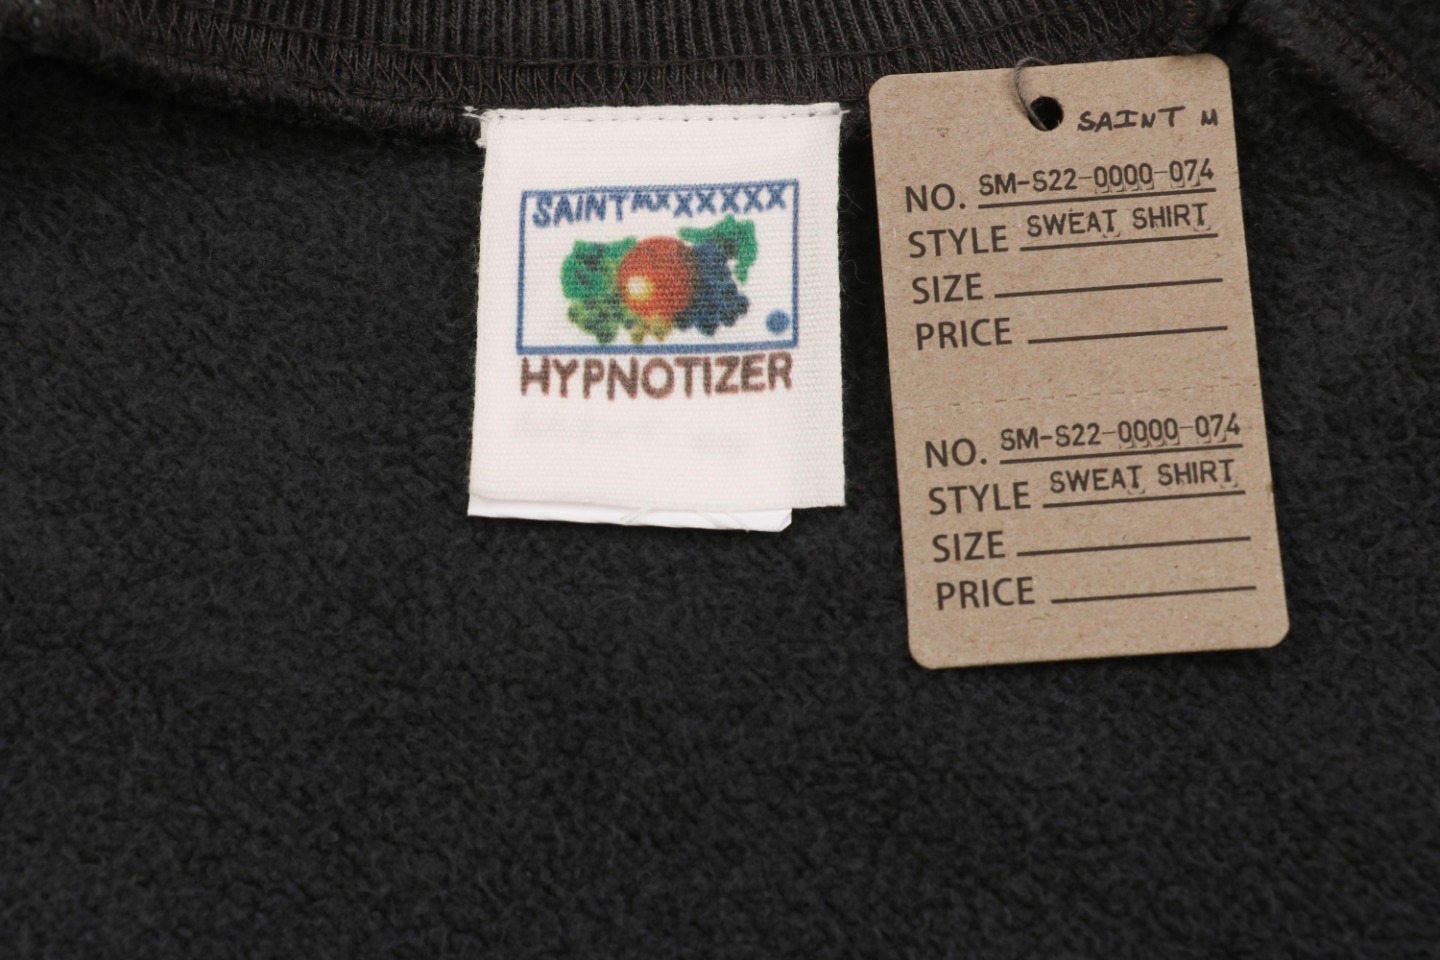 SAINT MXXXXXX
HYPNOTIZER
SAINT M
NO. SM-S22-0000-074
STYLE SWEAT SHIRT
SIZE
PRICE
NO. SM-S22-0000-074
STYLE SWEAT SHIRT
SIZE
PRICE